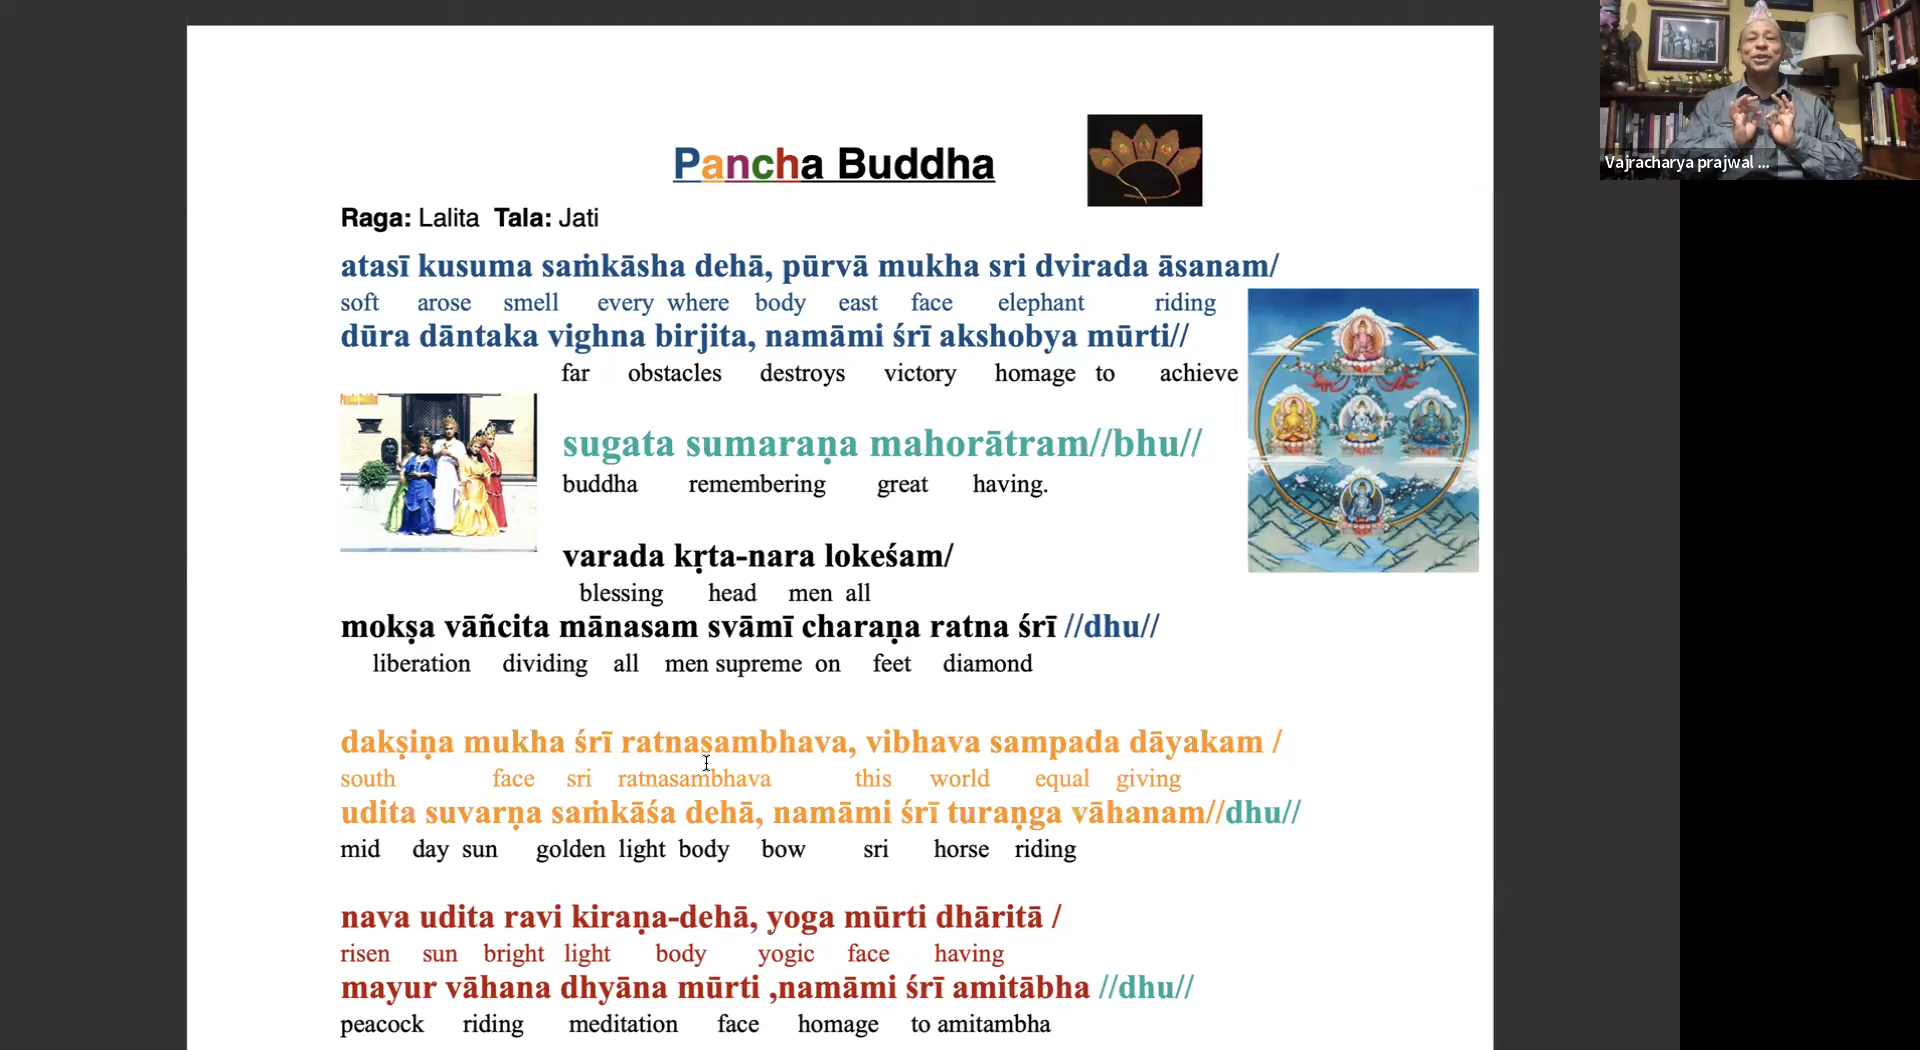 Pancha Buddha
Raga: Lalita Tala: Jati
atasī kusuma saṁkāsha dehā, pūrvā mukha sri dvirada āsanam/
soft arose smell every where body east face elephant riding
dūra dāntaka vighna birjita, namāmi śrī akshobya mūrti//
far obstacles destroys victory homage to achieve
Pancha Buddha
sugata sumaraṇa mahorātram//bhu//
buddha remembering great having.
varada kṛta-nara lokeśam/
blessing head men all
mokṣa vāñcita mānasam svāmī charaṇa ratna śrī //dhu//
liberation dividing all men supreme on feet diamond
dakṣiṇa mukha śrī ratnasambhava, vibhava sampada dāyakam /
south face sri ratnasambhava this world equal giving
udita suvarṇa saṁkāśa dehā, namāmi śrī turaṇga vāhanam//dhu//
mid day sun golden light body bow sri horse riding
nava udita ravi kiraṇa-dehā, yoga mūrti dhāritā /
risen sun bright light body yogic face having
mayur vāhana dhyāna mūrti ,namāmi śrī amitābha //dhu//
peacock riding meditation face homage to amitambha
Vajracharya prajwal ...